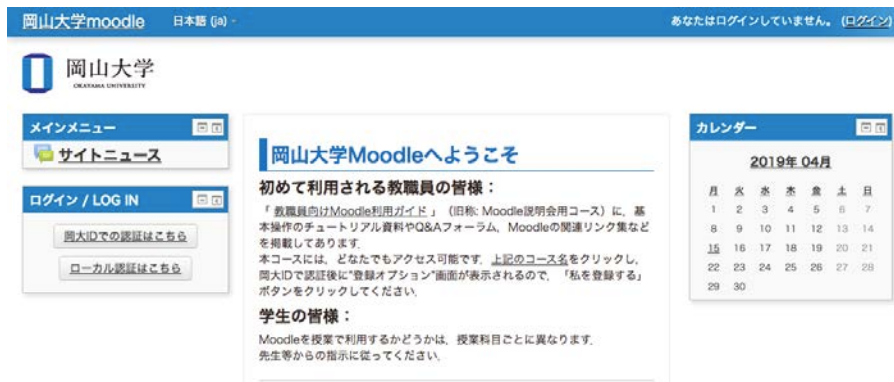 岡山大学moodle 日本語 (ja)
あなたはログインしていません。 (ログイン)
岡山大学
OKAYAMA UNIVERSITY
メインメニュー
サイトニュース
ログイン / LOG IN
岡大IDでの認証はこちら
ローカル認証はこちら
岡山大学Moodleへようこそ
初めて利用される教職員の皆様：
「 教職員向けMoodle利用ガイド 」 （旧称: Moodle説明会用コース）に，基
本操作のチュートリアル資料やQ&Aフォーラム，Moodleの関連リンク集など
を掲載してあります．
本コースには，どなたでもアクセス可能です．上記のコース名をクリックし，
岡大IDで認証後に"登録オプション"画面が表示されるので，「私を登録する」
ボタンをクリックしてください．
学生の皆様：
Moodleを授業で利用するかどうかは，授業科目ごとに異なります．
先生等からの指示に従ってください．
カレンダー
2019年 04月
月 火 水 木 金 土 日
1 2 3 4 5 6 7
8 9 10 11 12 13 14
15 16 17 18 19 20 21
22 23 24 25 26 27 28
29 30